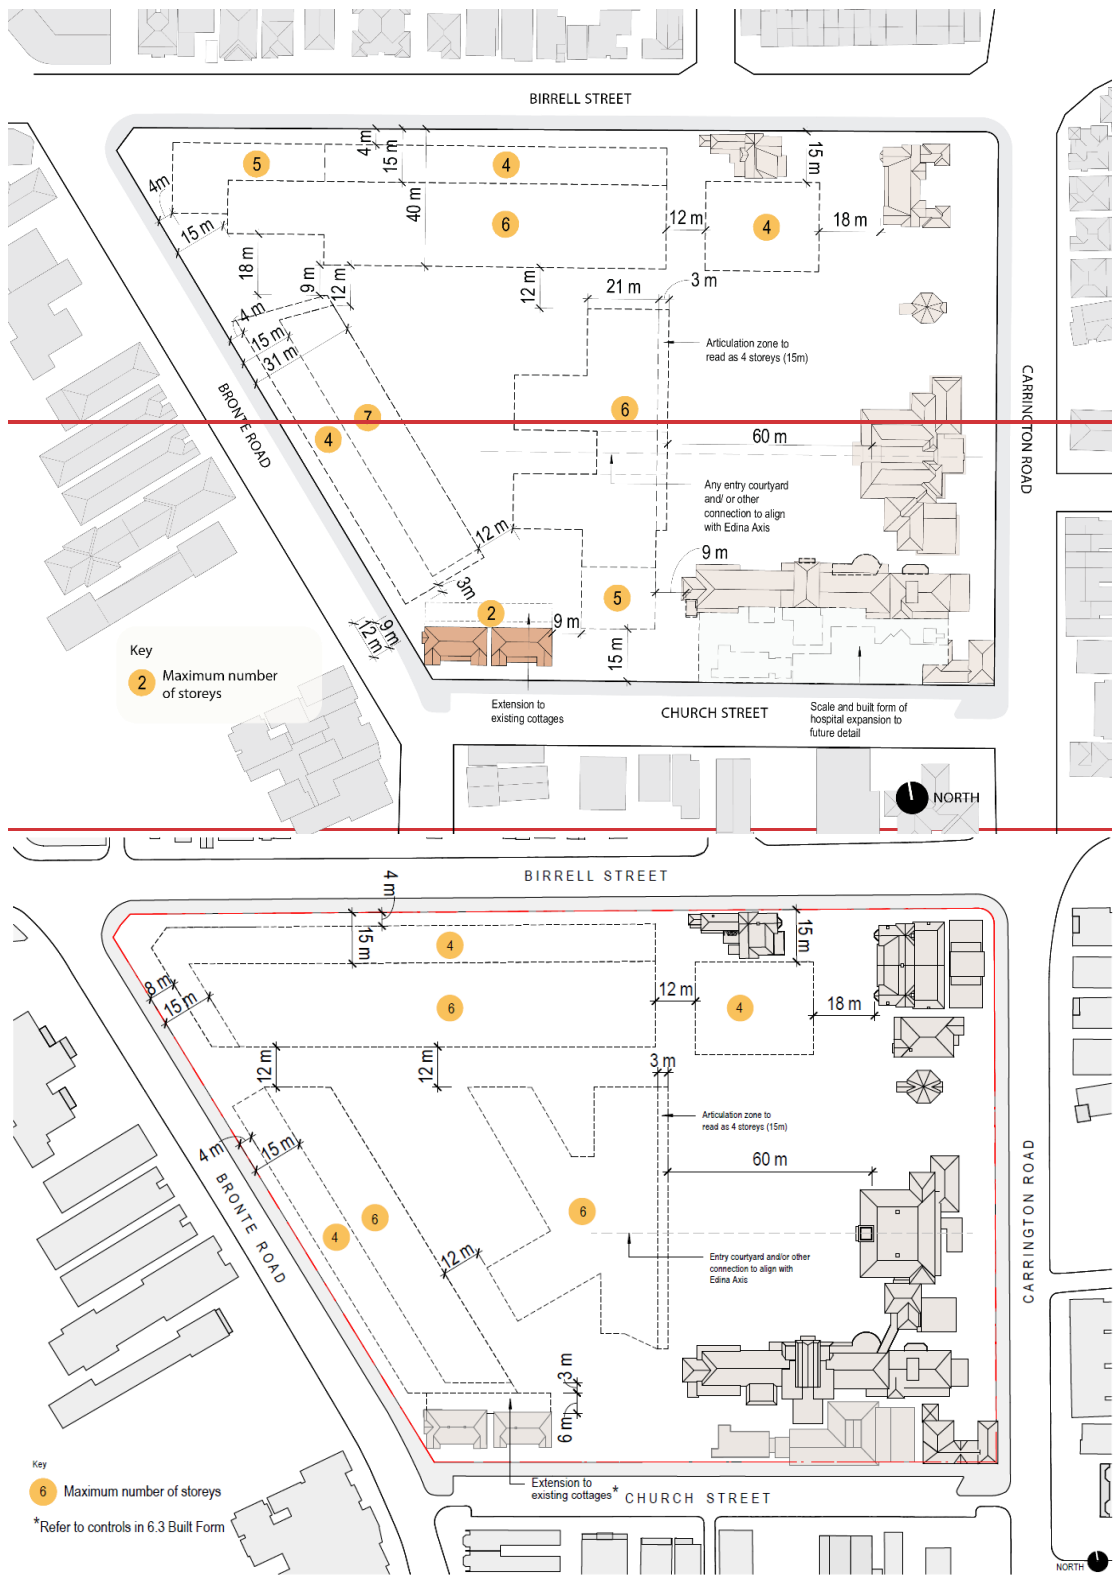 BIRRELL STREET
4 m
15 m
40 m
5
4
6
4
15 m
4m
15 m
12 m
18 m
18 m
9 m
12 m
12 m
21 m
3 m
4 m
15 m
31 m
Articulation zone to
read as 4 storeys (15m)
BRONTE ROAD
CARRINGTON ROAD
7
4
6
60 m
Any entry courtyard
and/ or other
connection to align
with Edina Axis
12 m
9 m
3m
2
5
9 m
9 m
12 m
15 m
Key
2
Maximum number
of storeys
Extension to
existing cottages
CHURCH STREET
Scale and built form of
hospital expansion to
future detail
NORTH
BIRRELL STREET
4 m
15 m
4
15 m
8 m
15 m
6
12 m
4
18 m
12 m
12 m
3 m
Articulation zone to
read as 4 storeys (15m)
4 m
15 m
60 m
BRONTE ROAD
CARRINGTON ROAD
4
6
6
12 m
Entry courtyard and/or other
connection to align with
Edina Axis
3 m
6 m
Key
6
Maximum number of storeys
*Refer to controls in 6.3 Built Form
Extension to
existing cottages*
CHURCH STREET
NORTH